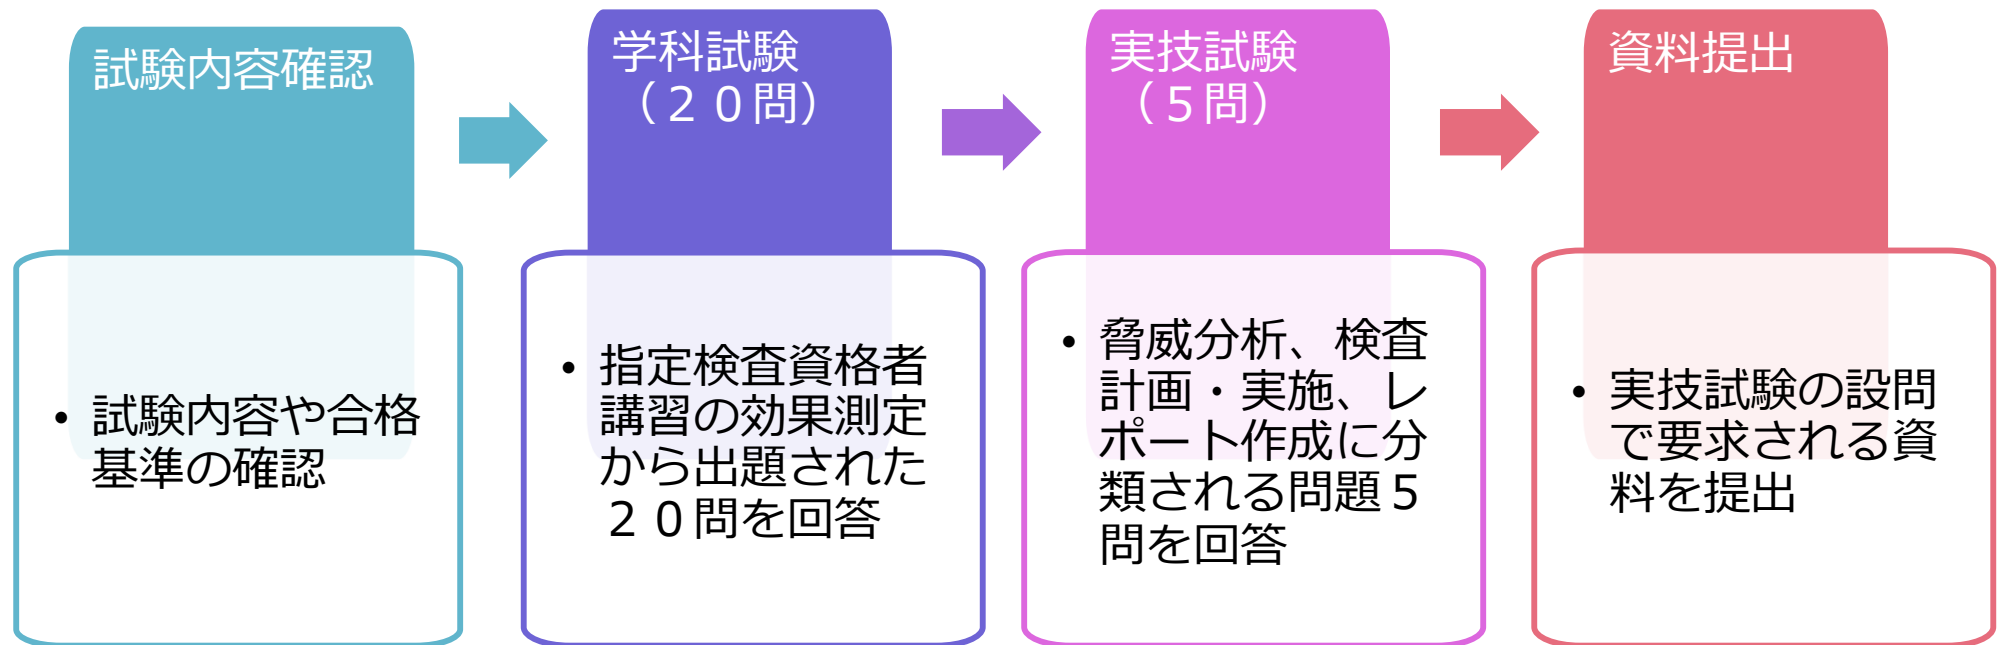 試験内容確認
• 試験内容や合格
基準の確認
学科試験
（２０問）
• 指定検査資格者
講習の効果測定
から出題された
２０問を回答
実技試験
（５問）
• 脅威分析、検査
計画・実施、レ
ポート作成に分
類される問題５
問を回答
資料提出
• 実技試験の設問
で要求される資
料を提出